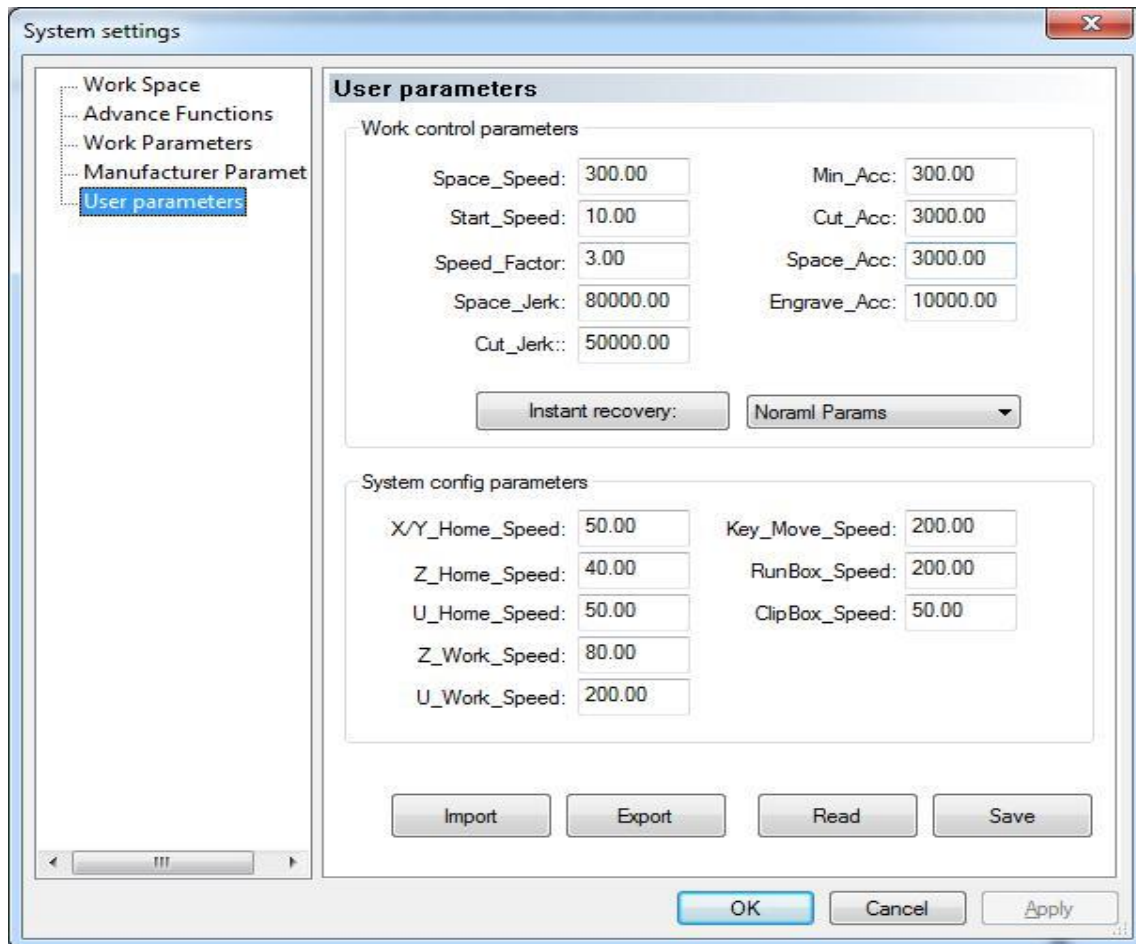 System settings
Work Space
Advance Functions
Work Parameters
Manufacturer Paramet
User parameters
User parameters
Work control parameters
Space_Speed: 300.00 Min_Acc: 300.00
Start_Speed: 10.00 Cut_Acc: 3000.00
Speed_Factor: 3.00 Space_Acc: 3000.00
Space_Jerk: 80000.00 Engrave_Acc: 10000.00
Cut_Jerk:: 50000.00
Instant recovery: Noraml Params
System config parameters
X/Y_Home_Speed: 50.00 Key_Move_Speed: 200.00
Z_Home_Speed: 40.00 RunBox_Speed: 200.00
U_Home_Speed: 50.00 ClipBox_Speed: 50.00
Z_Work_Speed: 80.00
U_Work_Speed: 200.00
Import Export Read Save
OK Cancel Apply